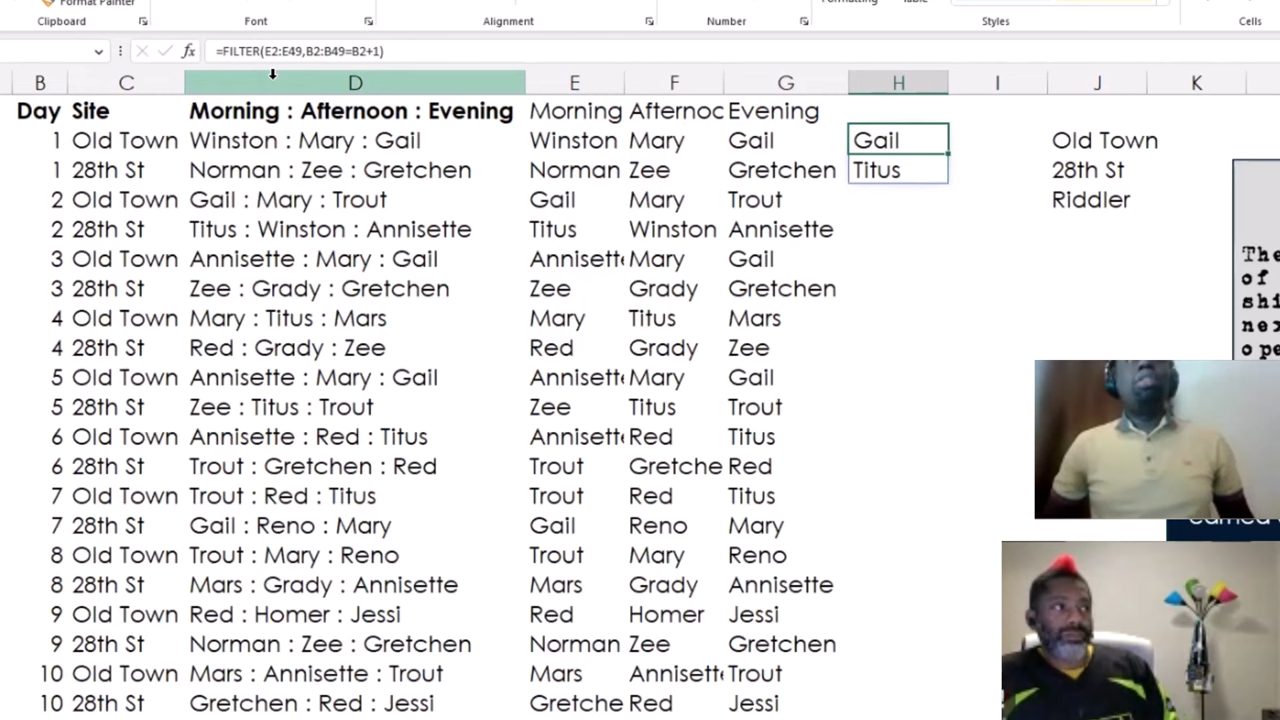 Format Painter
Formatting Table
Clipboard Font Alignment Number Styles Cells
fx =FILTER(E2:E49,B2:B49=B2+1)
B C D E F G H I J K
Day Site Morning : Afternoon : Evening Morning Afternoc Evening
1 Old Town Winston : Mary : Gail Winston Mary Gail Gail Old Town
1 28th St Norman : Zee : Gretchen Norman Zee Gretchen Titus 28th St
2 Old Town Gail : Mary : Trout Gail Mary Trout Riddler
2 28th St Titus : Winston : Annisette Titus Winston Annisette
3 Old Town Annisette : Mary : Gail Annisett Mary Gail
3 28th St Zee : Grady : Gretchen Zee Grady Gretchen
4 Old Town Mary : Titus : Mars Mary Titus Mars
4 28th St Red : Grady : Zee Red Grady Zee
5 Old Town Annisette : Mary : Gail Annisett Mary Gail
5 28th St Zee : Titus : Trout Zee Titus Trout
6 Old Town Annisette : Red : Titus Annisett Red Titus
6 28th St Trout : Gretchen : Red Trout Gretche Red
7 Old Town Trout : Red : Titus Trout Red Titus
7 28th St Gail : Reno : Mary Gail Reno Mary
8 Old Town Trout : Mary : Reno Trout Mary Reno
8 28th St Mars : Grady : Annisette Mars Grady Annisette
9 Old Town Red : Homer : Jessi Red Homer Jessi
9 28th St Norman : Zee : Gretchen Norman Zee Gretchen
10 Old Town Mars : Annisette : Trout Mars Annisett Trout
10 28th St Gretchen : Red : Jessi Gretche Red Jessi
The
of
shi
nex
ope
earned